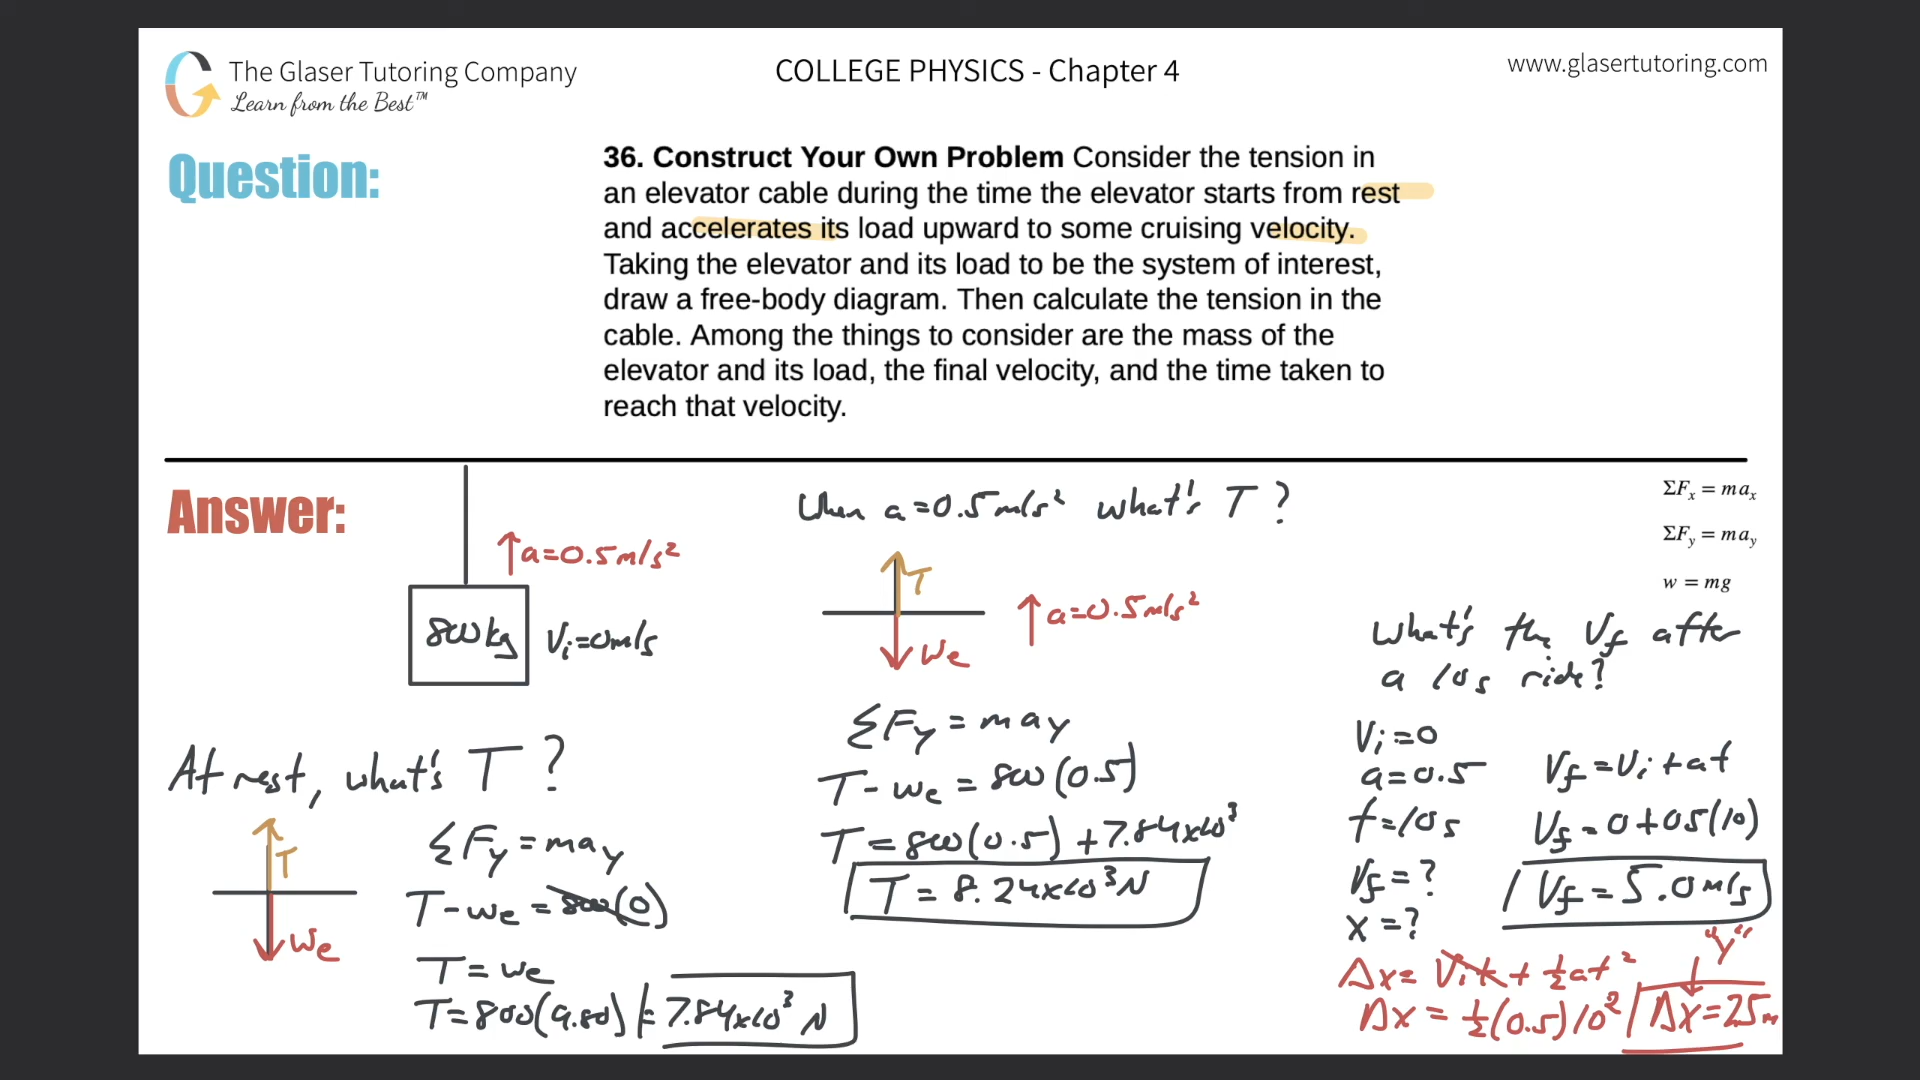 The Glaser Tutoring Company
Learn from the Best™
COLLEGE PHYSICS - Chapter 4
www.glasertutoring.com
Question:
36. Construct Your Own Problem Consider the tension in
an elevator cable during the time the elevator starts from rest
and accelerates its load upward to some cruising velocity.
Taking the elevator and its load to be the system of interest,
draw a free-body diagram. Then calculate the tension in the
cable. Among the things to consider are the mass of the
elevator and its load, the final velocity, and the time taken to
reach that velocity.
Answer:
a=0.5m/s²
800kg
Vi=0m/s
At rest, what's T ?
T
We
ΣFy = may
T-We = 800(0)
T = We
T=800(9.80) = 7.84x10³ N
When a=0.5m/s² what's T ?
T
We
a=0.5m/s²
ΣFy = may
T - We = 800(0.5)
T = 800(0.5) + 7.84x10³
T = 8.24x10³ N
ΣFx = max
ΣFy = may
w = mg
What's the Vf after
a 10s ride?
Vi=0
a=0.5
t=10s
Vf = ?
x = ?
Vf = Vi + at
Vf = 0 + 0.5(10)
Vf = 5.0 m/s
"Y"
Δx = Vit + ½at²
Δx = ½(0.5)10²
Δx = 25m